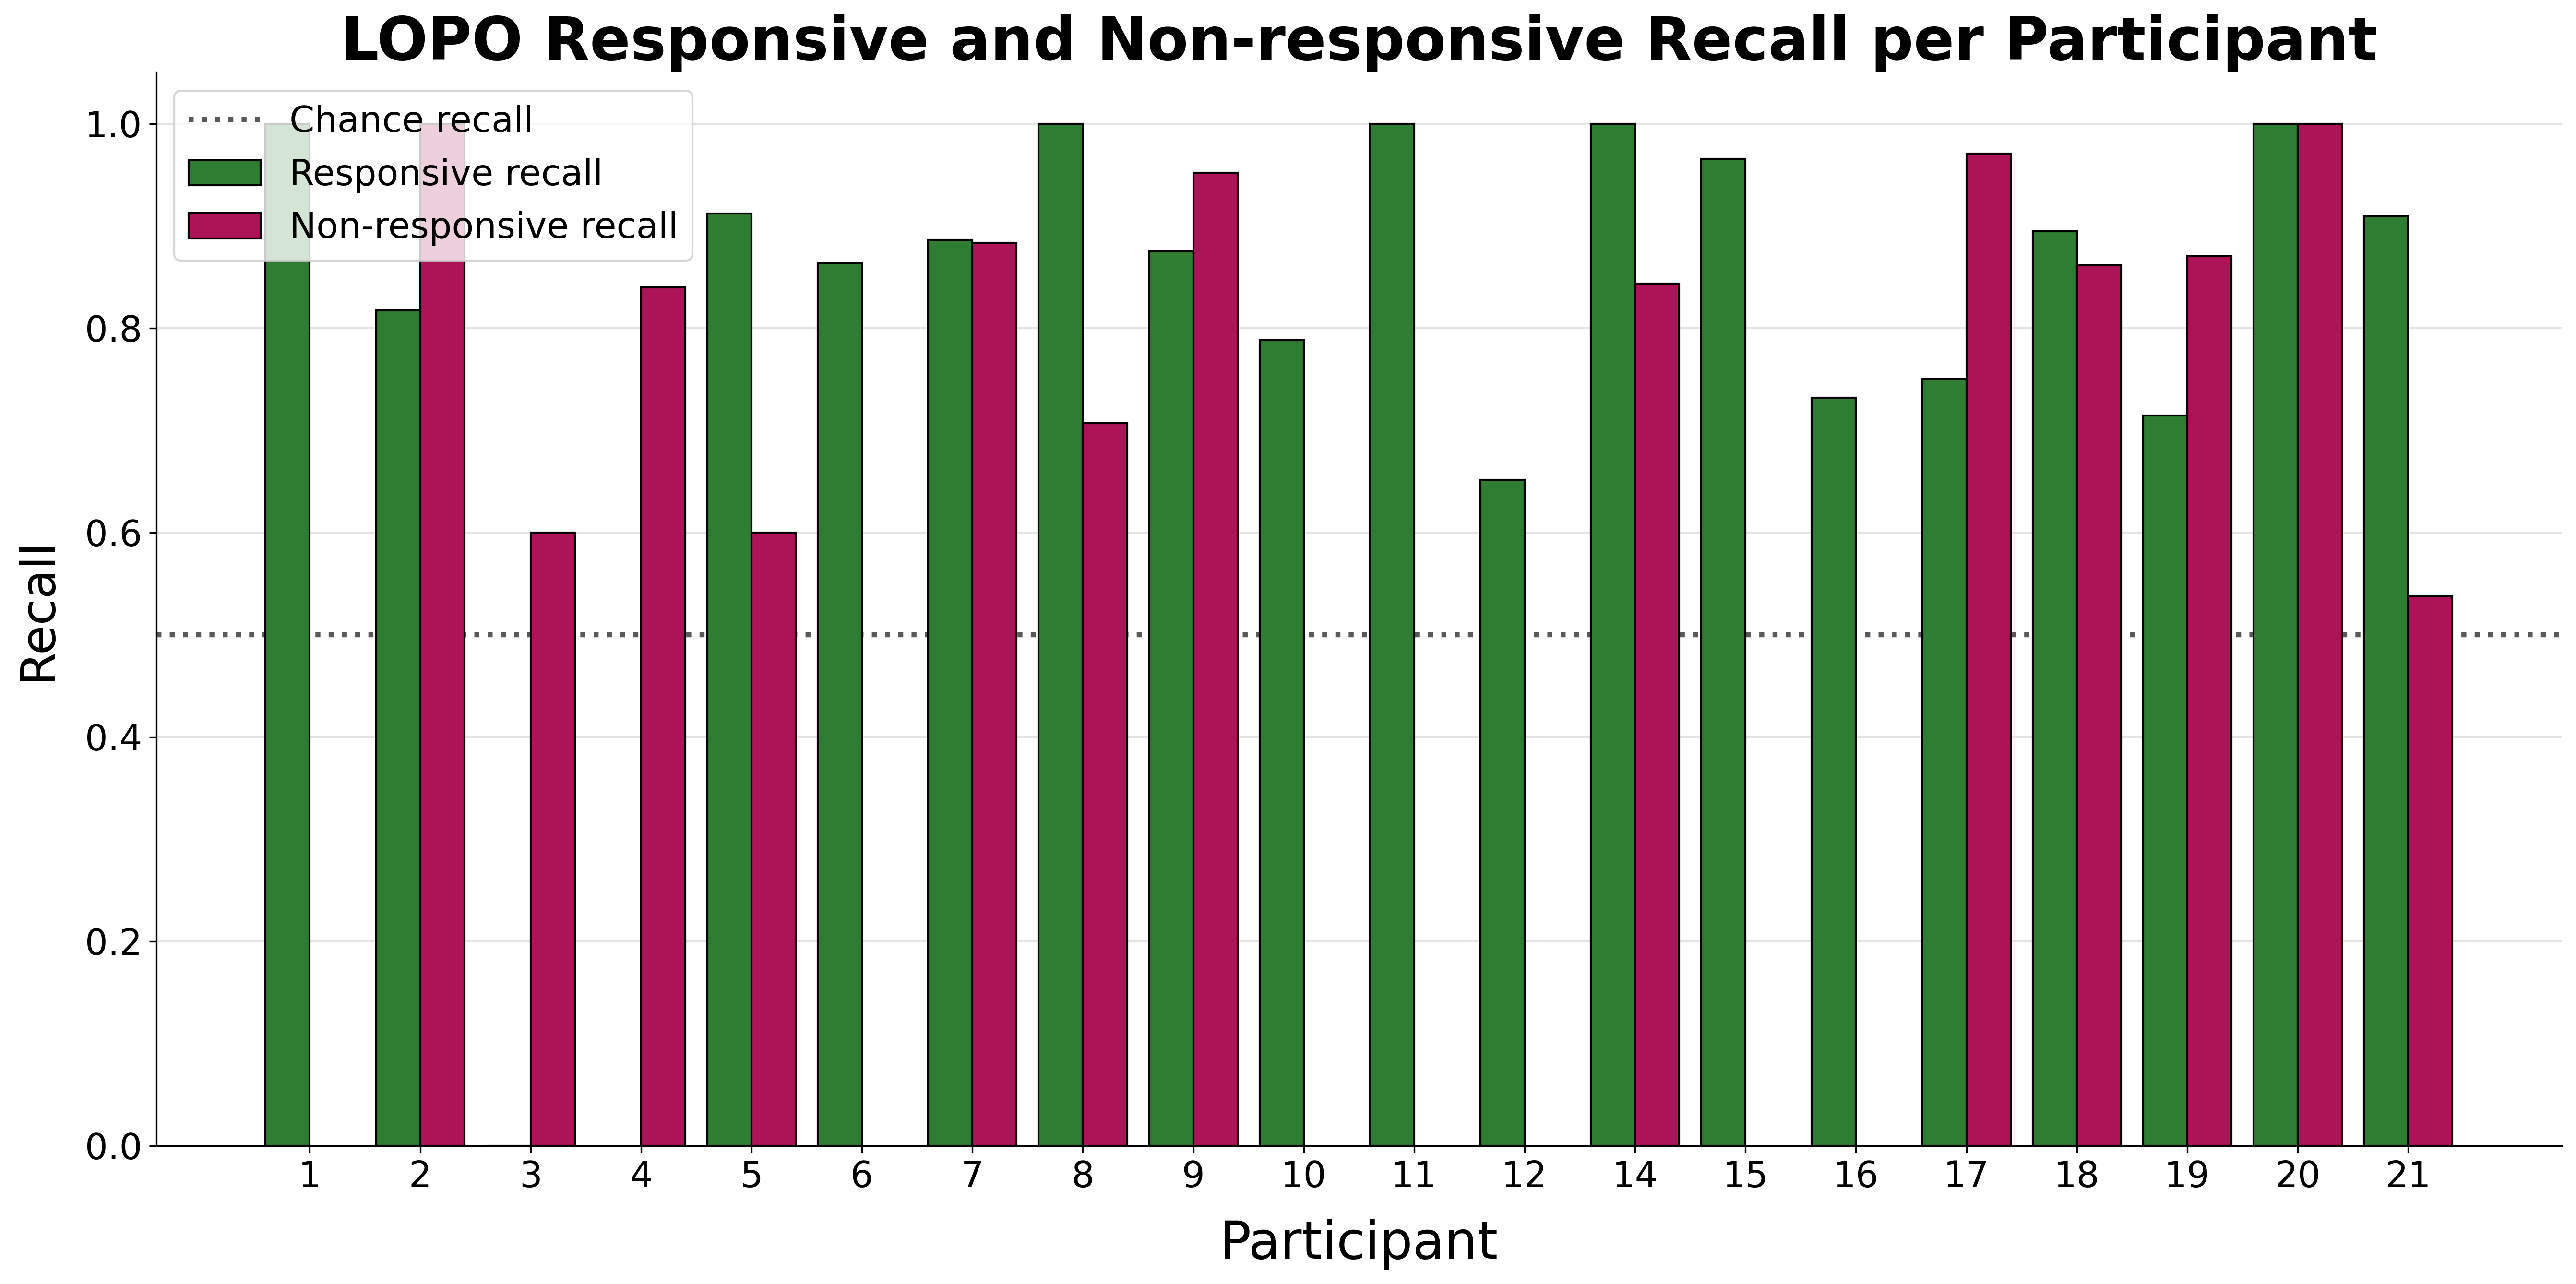 LOPO Responsive and Non-responsive Recall per Participant
Chance recall
Responsive recall
Non-responsive recall
1.0
0.8
0.6
0.4
0.2
0.0
Recall
1 2 3 4 5 6 7 8 9 10 11 12 14 15 16 17 18 19 20 21
Participant